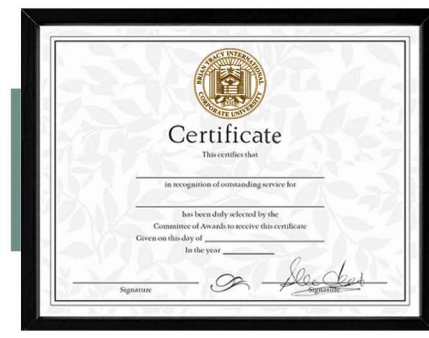 BRIAN TRACY INTERNATIONAL
CORPORATE UNIVERSITY
Certificate
This certifies that
in recognition of outstanding service for
has been duly selected by the
Committee of Awards to receive this certificate
Given on this day of
In the year
Signature
Signature